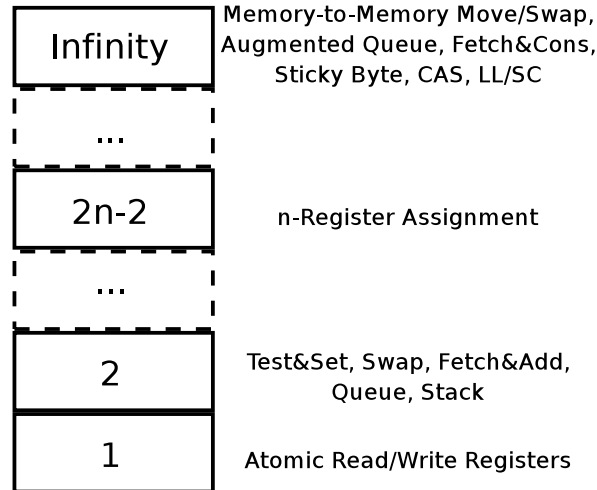 Infinity
Memory-to-Memory Move/Swap,
Augmented Queue, Fetch&Cons,
Sticky Byte, CAS, LL/SC
...
2n-2
n-Register Assignment
...
2
Test&Set, Swap, Fetch&Add,
Queue, Stack
1
Atomic Read/Write Registers